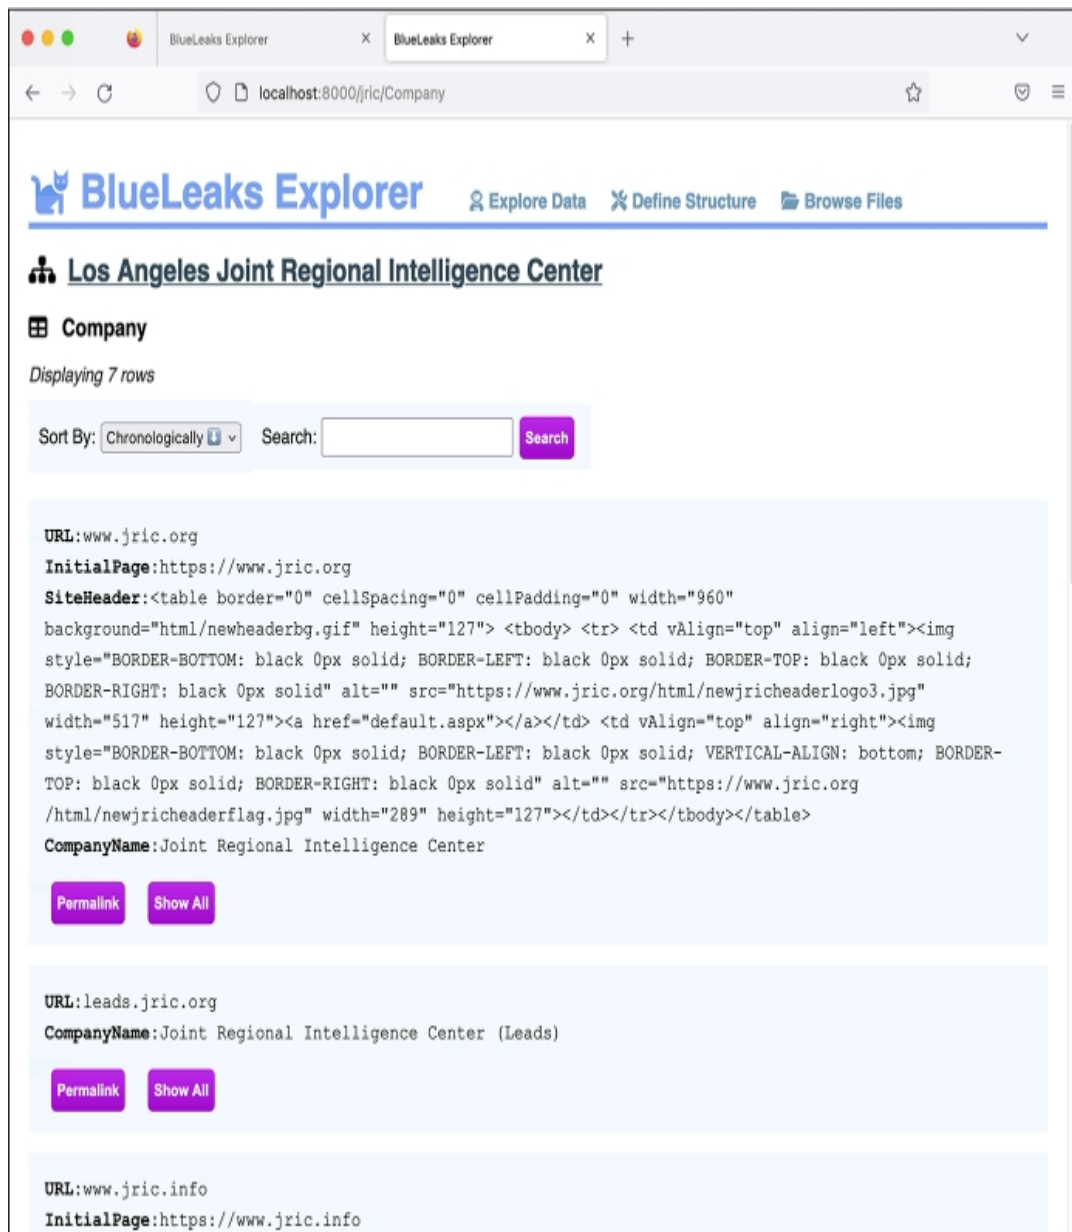 BlueLeaks Explorer
BlueLeaks Explorer
localhost:8000/jric/Company
BlueLeaks Explorer
Explore Data
Define Structure
Browse Files
Los Angeles Joint Regional Intelligence Center
Company
Displaying 7 rows
Sort By: Chronologically Search: Search
URL:www.jric.org
InitialPage:https://www.jric.org
SiteHeader:<table border="0" cellSpacing="0" cellPadding="0" width="960"
background="html/newheaderbg.gif" height="127"> <tbody> <tr> <td vAlign="top" align="left"><img
style="BORDER-BOTTOM: black 0px solid; BORDER-LEFT: black 0px solid; BORDER-TOP: black 0px solid;
BORDER-RIGHT: black 0px solid" alt="" src="https://www.jric.org/html/newjricheaderlogo3.jpg"
width="517" height="127"><a href="default.aspx"></a></td> <td vAlign="top" align="right"><img
style="BORDER-BOTTOM: black 0px solid; BORDER-LEFT: black 0px solid; VERTICAL-ALIGN: bottom; BORDER-
TOP: black 0px solid; BORDER-RIGHT: black 0px solid" alt="" src="https://www.jric.org
/html/newjricheaderflag.jpg" width="289" height="127"></td></tr></tbody></table>
CompanyName:Joint Regional Intelligence Center
Permalink Show All
URL:leads.jric.org
CompanyName:Joint Regional Intelligence Center (Leads)
Permalink Show All
URL:www.jric.info
InitialPage:https://www.jric.info